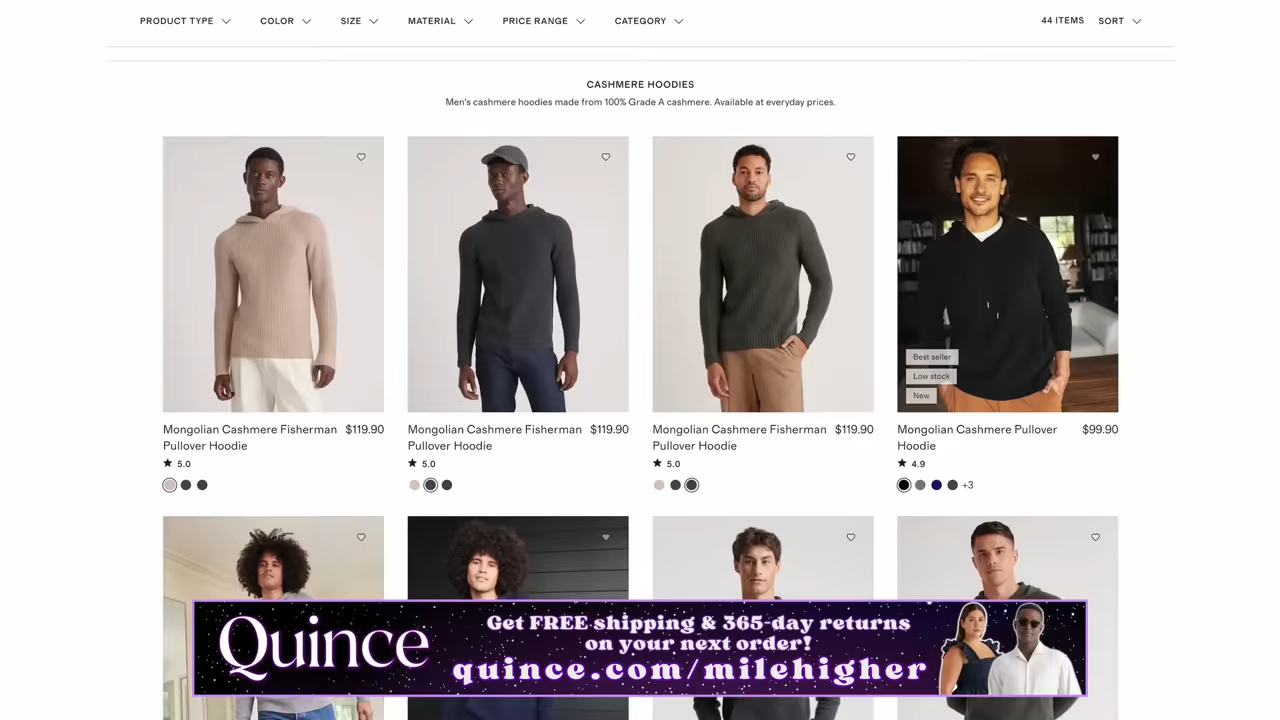 PRODUCT TYPE COLOR SIZE MATERIAL PRICE RANGE CATEGORY 44 ITEMS SORT
CASHMERE HOODIES
Men's cashmere hoodies made from 100% Grade A cashmere. Available at everyday prices.
Best seller
Low stock
New
Mongolian Cashmere Fisherman $119.90
Pullover Hoodie
5.0
Mongolian Cashmere Fisherman $119.90
Pullover Hoodie
5.0
Mongolian Cashmere Fisherman $119.90
Pullover Hoodie
5.0
Mongolian Cashmere Pullover $99.90
Hoodie
4.9
+3
Quince
Get FREE shipping & 365-day returns
on your next order!
quince.com/milehigher